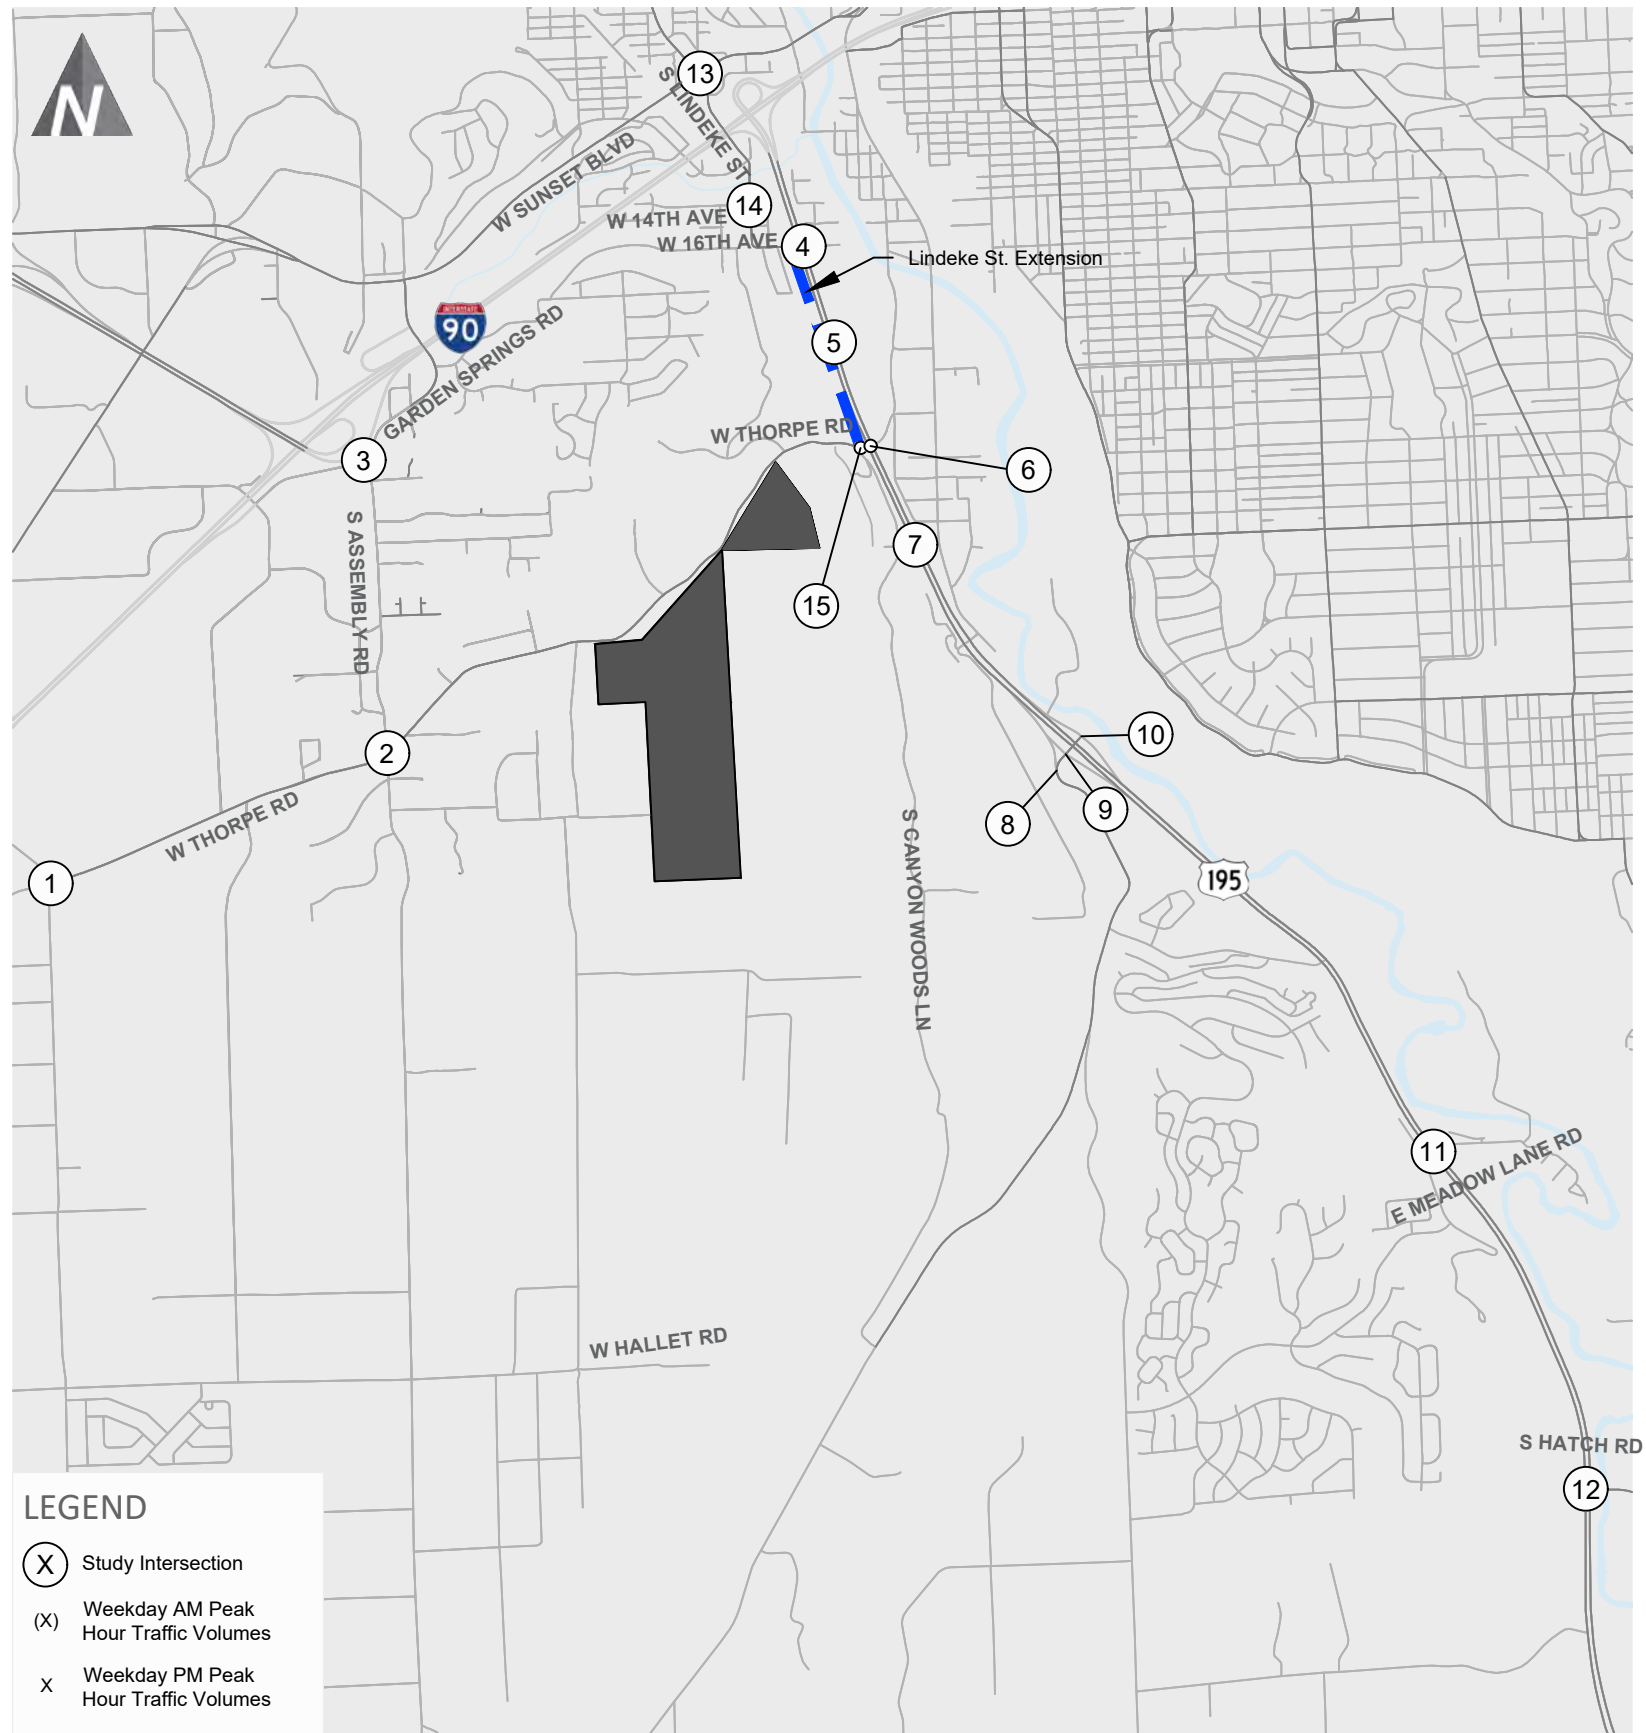 N
13
S LINDEKE ST
W SUNSET BLVD
14
W 14TH AVE
W 16TH AVE
4
Lindeke St. Extension
INTERSTATE
90
GARDEN SPRINGS RD
5
W THORPE RD
3
6
S ASSEMBLY RD
7
15
2
10
W THORPE RD
8
9
1
195
S CANYON WOODS LN
11
E MEADOW LANE RD
W HALLET RD
S HATCH RD
12
LEGEND
X Study Intersection
(X) Weekday AM Peak
Hour Traffic Volumes
X Weekday PM Peak
Hour Traffic Volumes